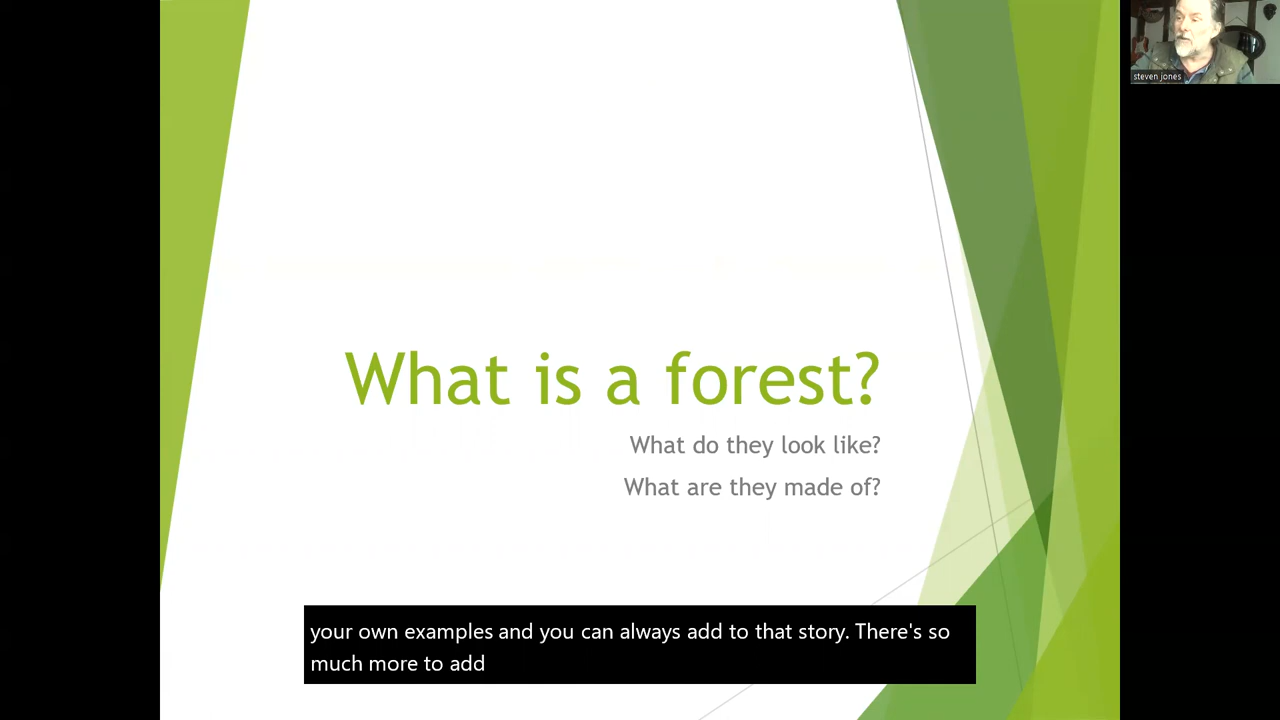 steven jones
What is a forest?
What do they look like?
What are they made of?
your own examples and you can always add to that story. There's so
much more to add